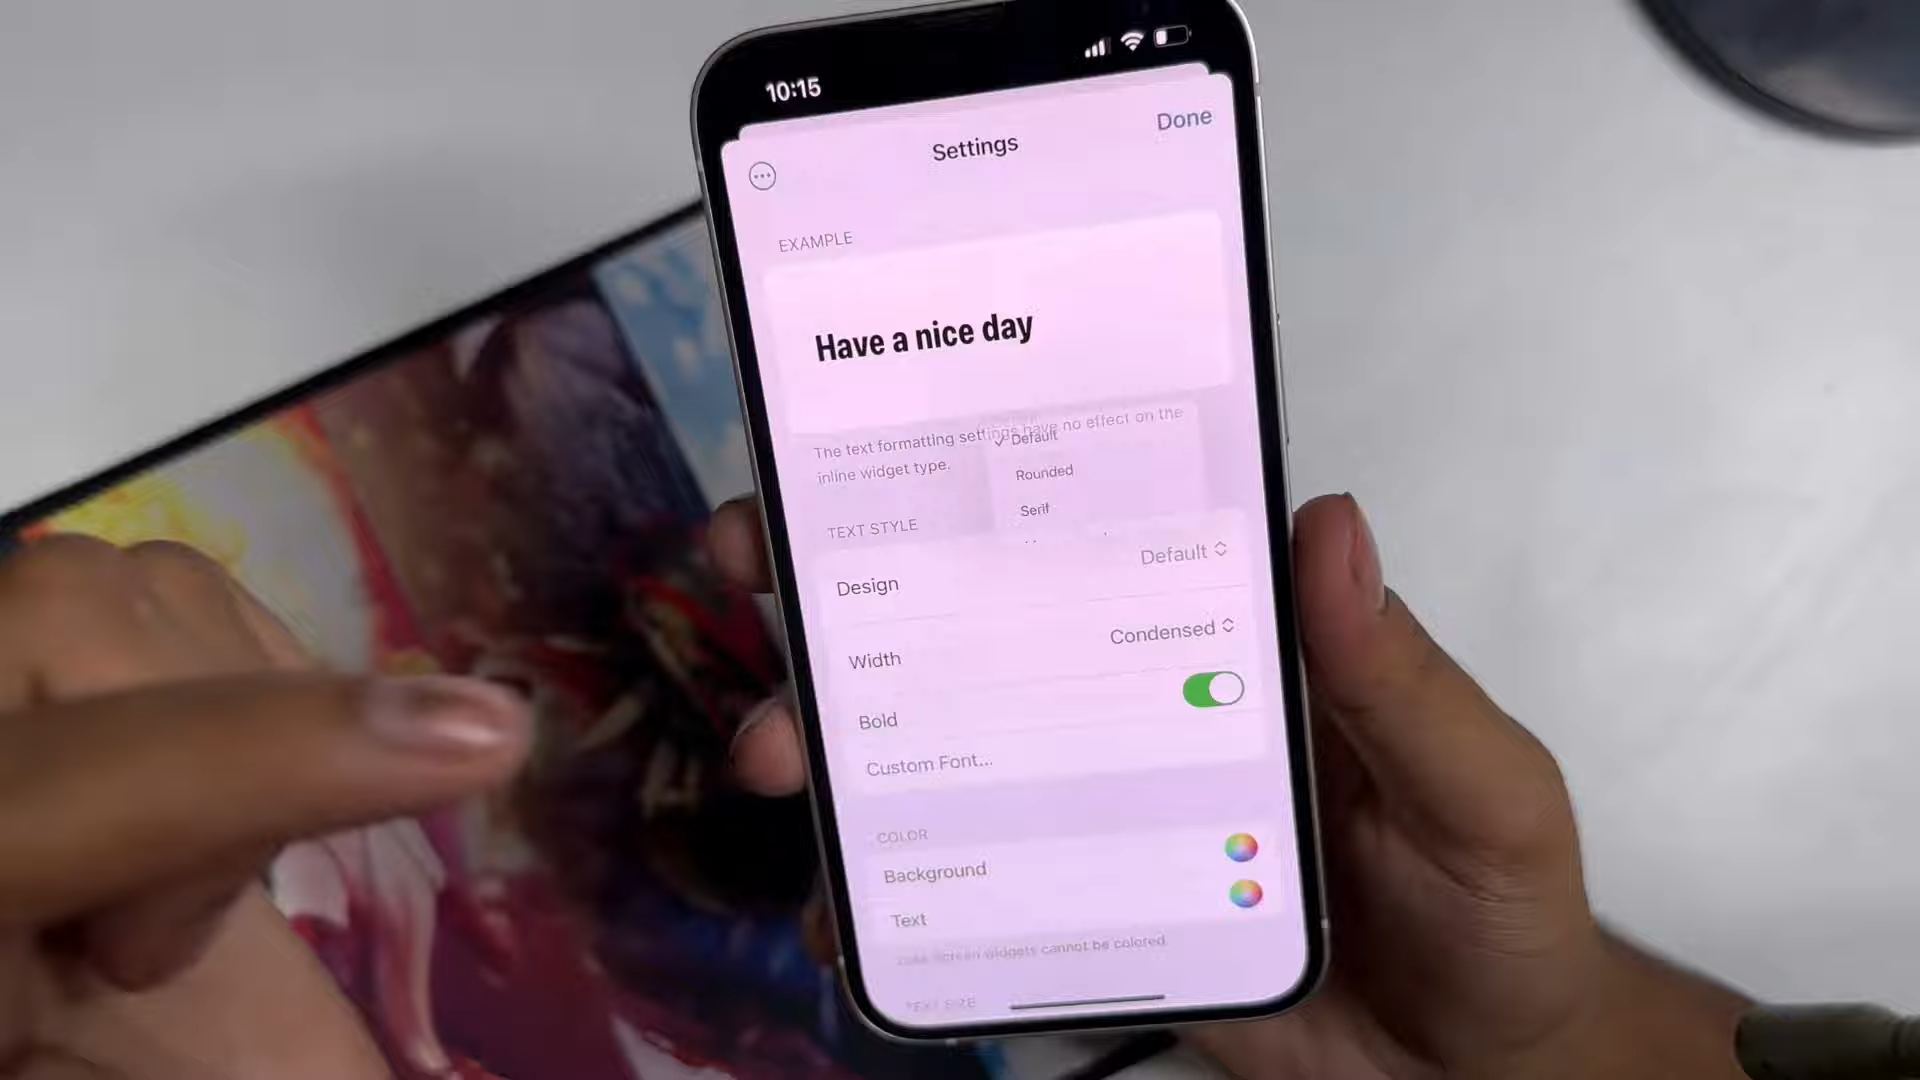 10:15
Settings
Done
EXAMPLE
Have a nice day
The text formatting settings have no effect on the
inline widget type.
✓ Default
Rounded
Serif
TEXT STYLE
Design
Default
Width
Condensed
Bold
Custom Font...
COLOR
Background
Text
screen widgets cannot be colored.
TEXT SIZE